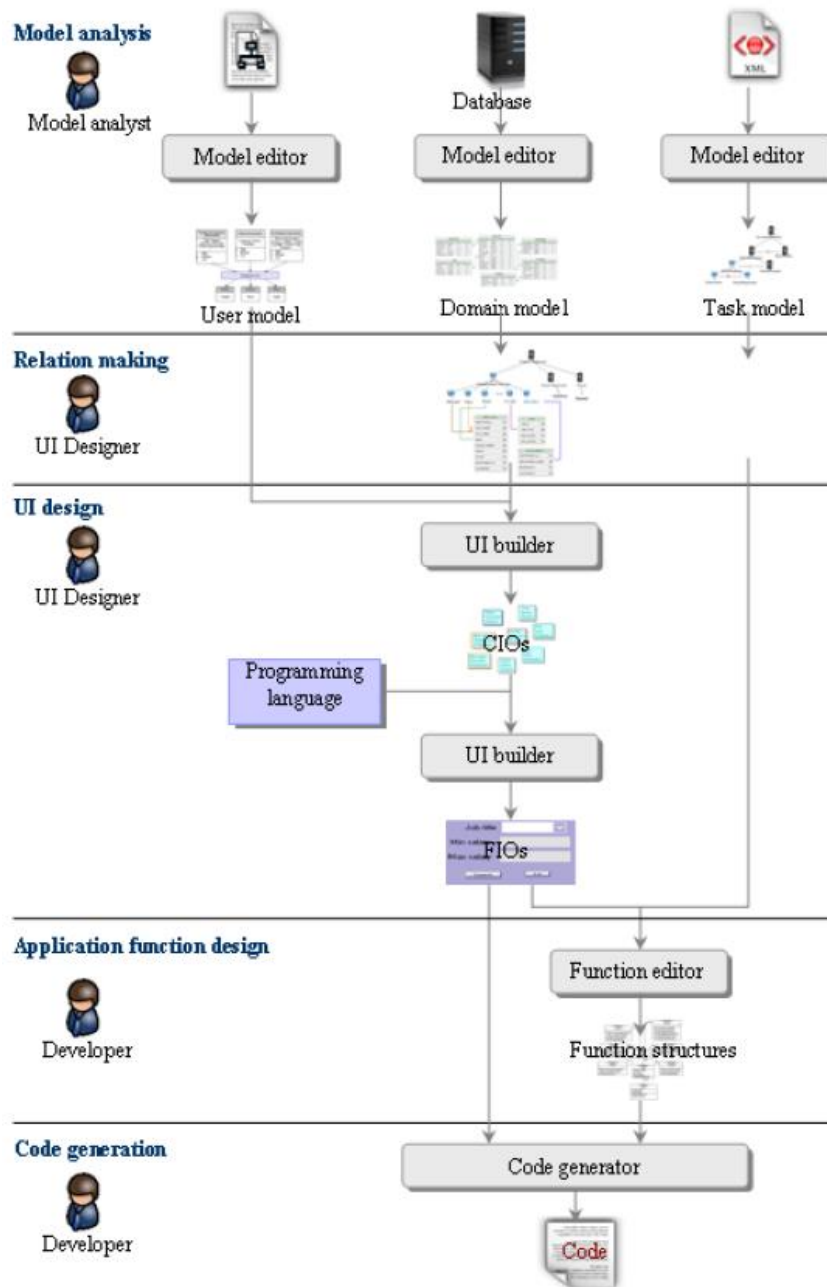 Model analysis
Model analyst
XML
Database
Model editor
Model editor
Model editor
User model
Domain model
Task model
Relation making
UI Designer
UI design
UI Designer
UI builder
CIOs
Programming
language
UI builder
FIOs
Application function design
Developer
Function editor
Function structures
Code generation
Developer
Code generator
Code